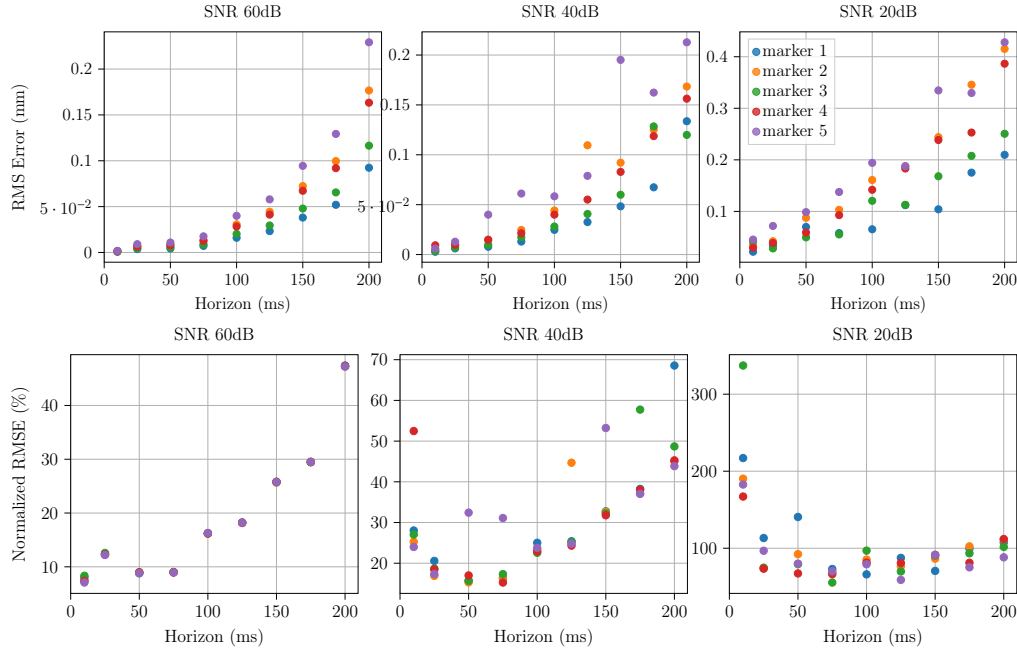 SNR 60dB
SNR 40dB
SNR 20dB
RMS Error (mm)
0.2
0.15
0.1
5 · 10⁻²
0
0.2
0.15
0.1
5 · 10⁻²
0
0.4
0.3
0.2
0.1
marker 1
marker 2
marker 3
marker 4
marker 5
0 50 100 150 200
0 50 100 150 200
0 50 100 150 200
Horizon (ms)
Horizon (ms)
Horizon (ms)
SNR 60dB
SNR 40dB
SNR 20dB
Normalized RMSE (%)
40
30
20
10
70
60
50
40
30
20
300
200
100
0 50 100 150 200
0 50 100 150 200
0 50 100 150 200
Horizon (ms)
Horizon (ms)
Horizon (ms)